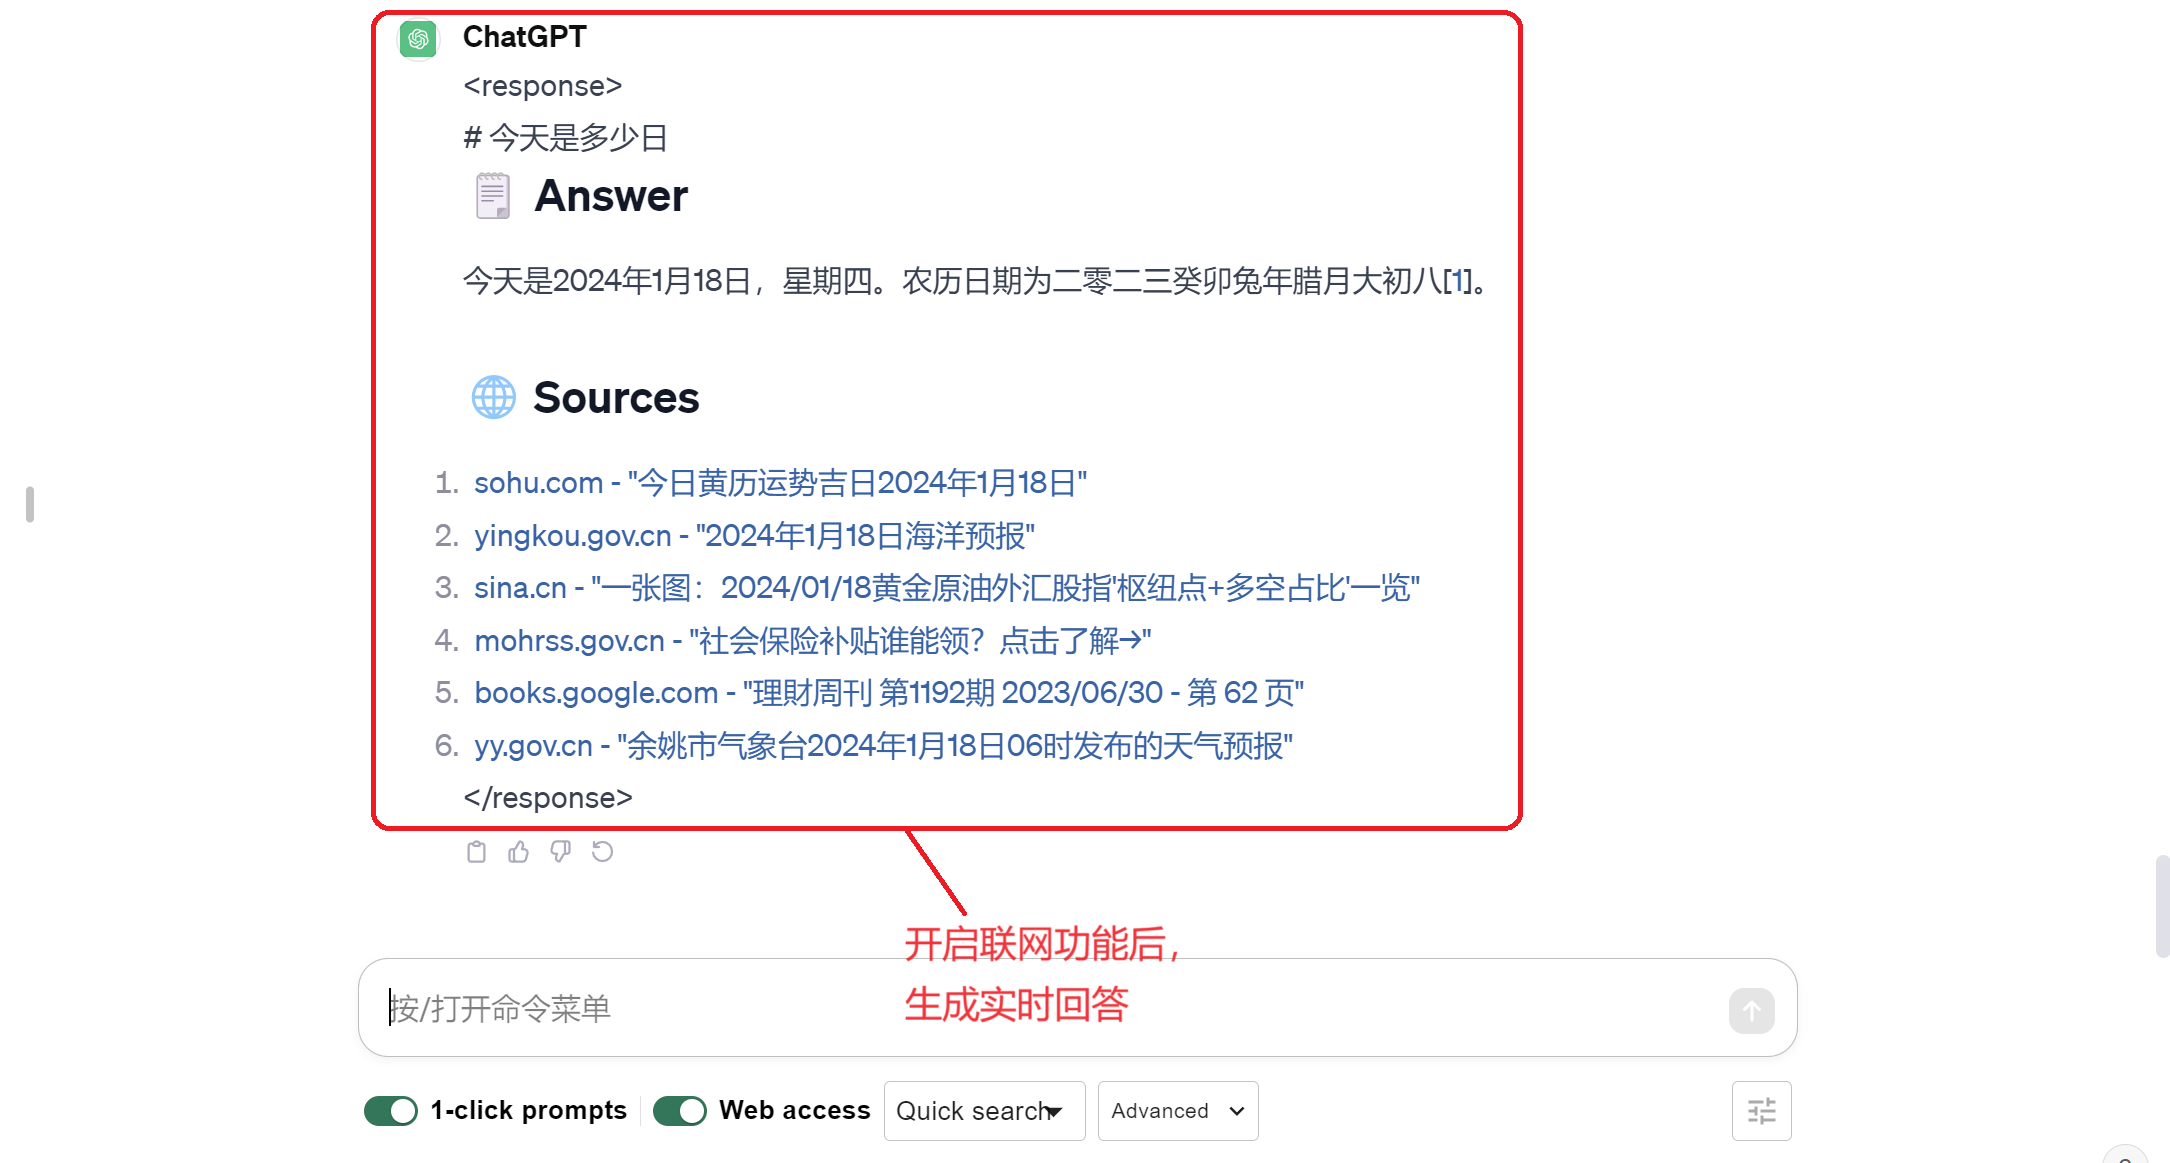 ChatGPT
<response>
# 今天是多少日
Answer
今天是2024年1月18日，星期四。农历日期为二零二三癸卯兔年腊月大初八[1]。
Sources
1. sohu.com - "今日黄历运势吉日2024年1月18日"
2. yingkou.gov.cn - "2024年1月18日海洋预报"
3. sina.cn - "一张图：2024/01/18黄金原油外汇股指'枢纽点+多空占比'一览"
4. mohrss.gov.cn - "社会保险补贴谁能领？点击了解→"
5. books.google.com - "理財周刊 第1192期 2023/06/30 - 第 62 页"
6. yy.gov.cn - "余姚市气象台2024年1月18日06时发布的天气预报"
</response>
开启联网功能后，
生成实时回答
按/打开命令菜单
1-click prompts Web access Quick search Advanced